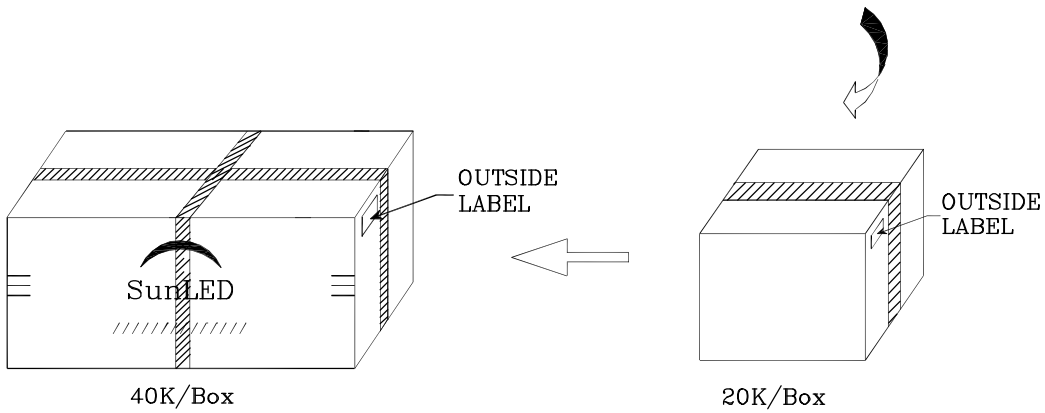 OUTSIDE
LABEL
SunLED
40K/Box
OUTSIDE
LABEL
20K/Box